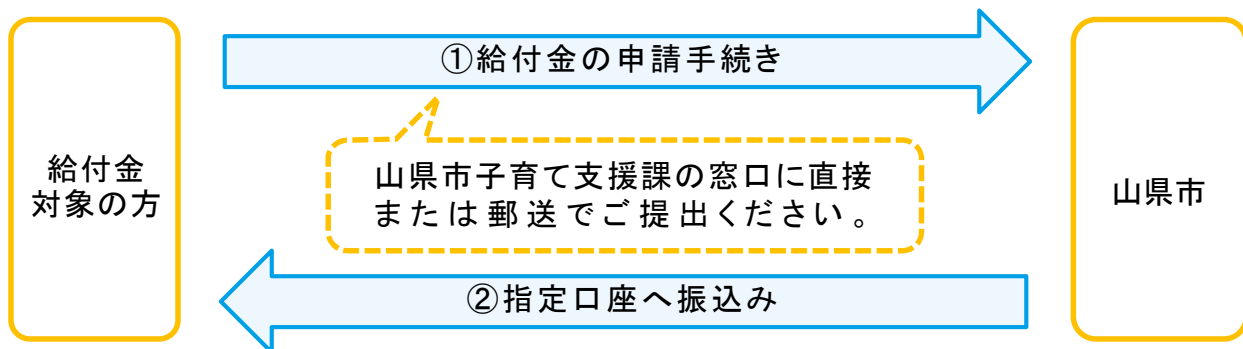 ①給付金の申請手続き
給付金
対象の方
山県市子育て支援課の窓口に直接
または郵送でご提出ください。
山県市
②指定口座へ振込み